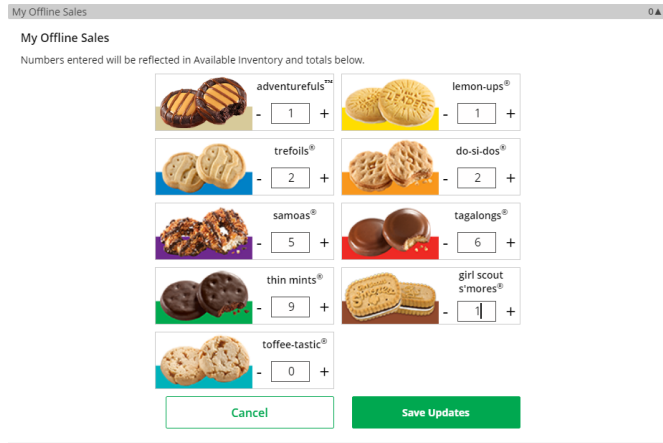 My Offline Sales 0▲
My Offline Sales
Numbers entered will be reflected in Available Inventory and totals below.
adventurefuls™
- 1 +
lemon-ups®
- 1 +
trefoils®
- 2 +
do-si-dos®
- 2 +
samoas®
- 5 +
tagalongs®
- 6 +
thin mints®
- 9 +
girl scout
s'mores®
- 1 +
toffee-tastic®
- 0 +
Cancel
Save Updates